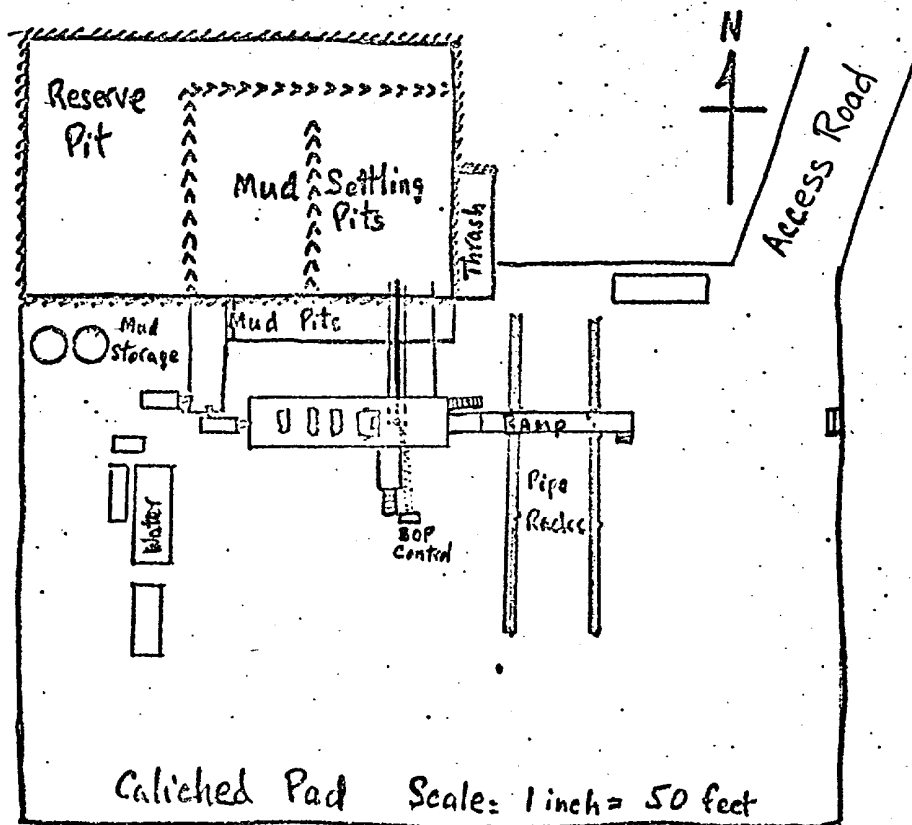 N
Reserve
Pit
Mud Settling
Pits
Thrash
Access Road
Mud
Storage
Mud Pits
RAMP
Pipe
Racks
Water
BOP
Control
Caliched Pad Scale: 1 inch = 50 feet